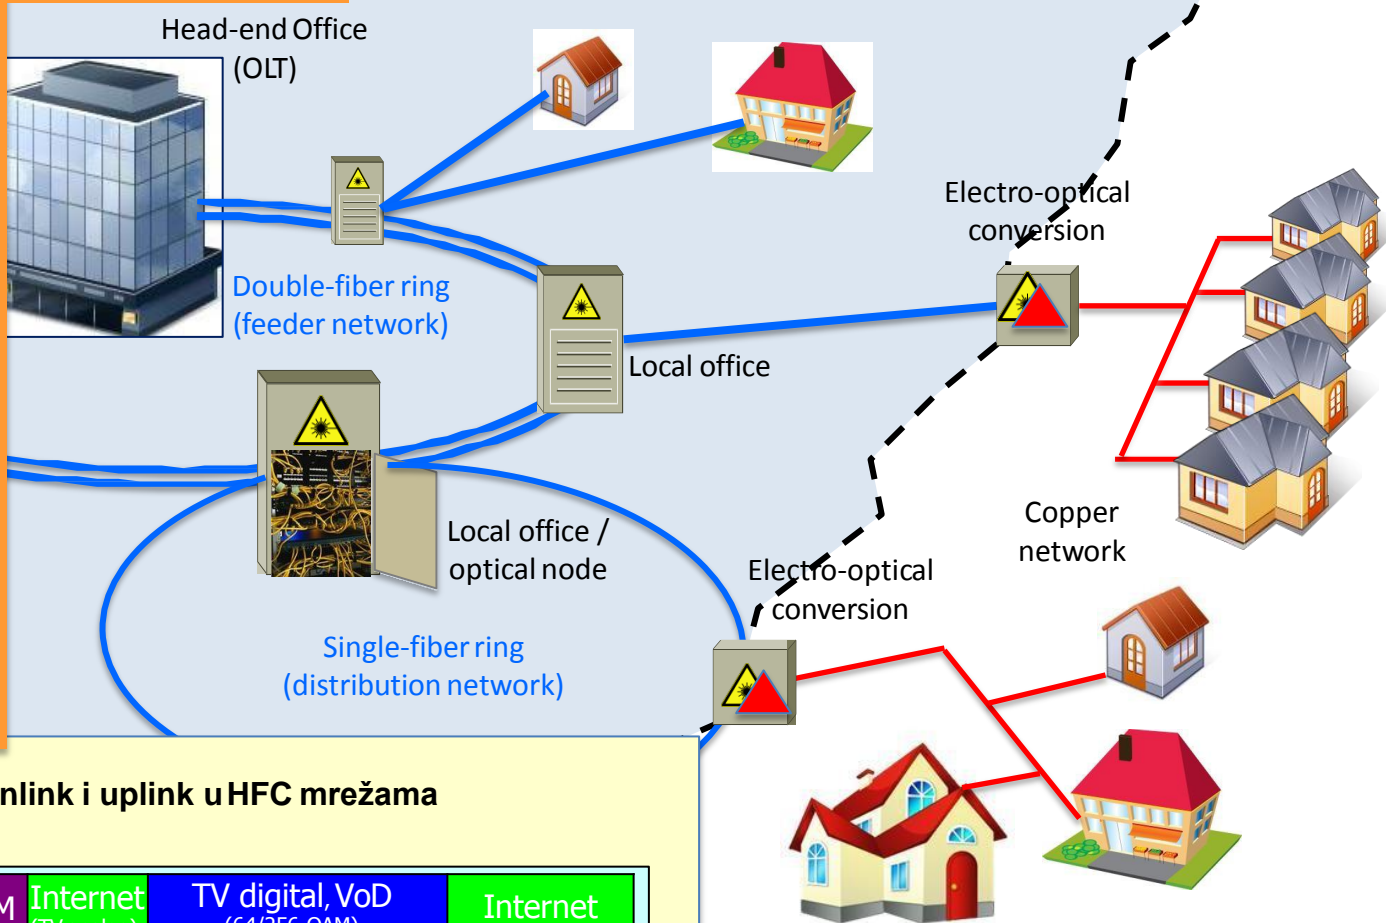 Head-end Office
(OLT)
Electro-optical
conversion
Double-fiber ring
(feeder network)
Local office
Local office /
optical node
Copper
network
Electro-optical
conversion
Single-fiber ring
(distribution network)
nlink i uplink u HFC mrežama
M
Internet
TV digital, VoD
Internet